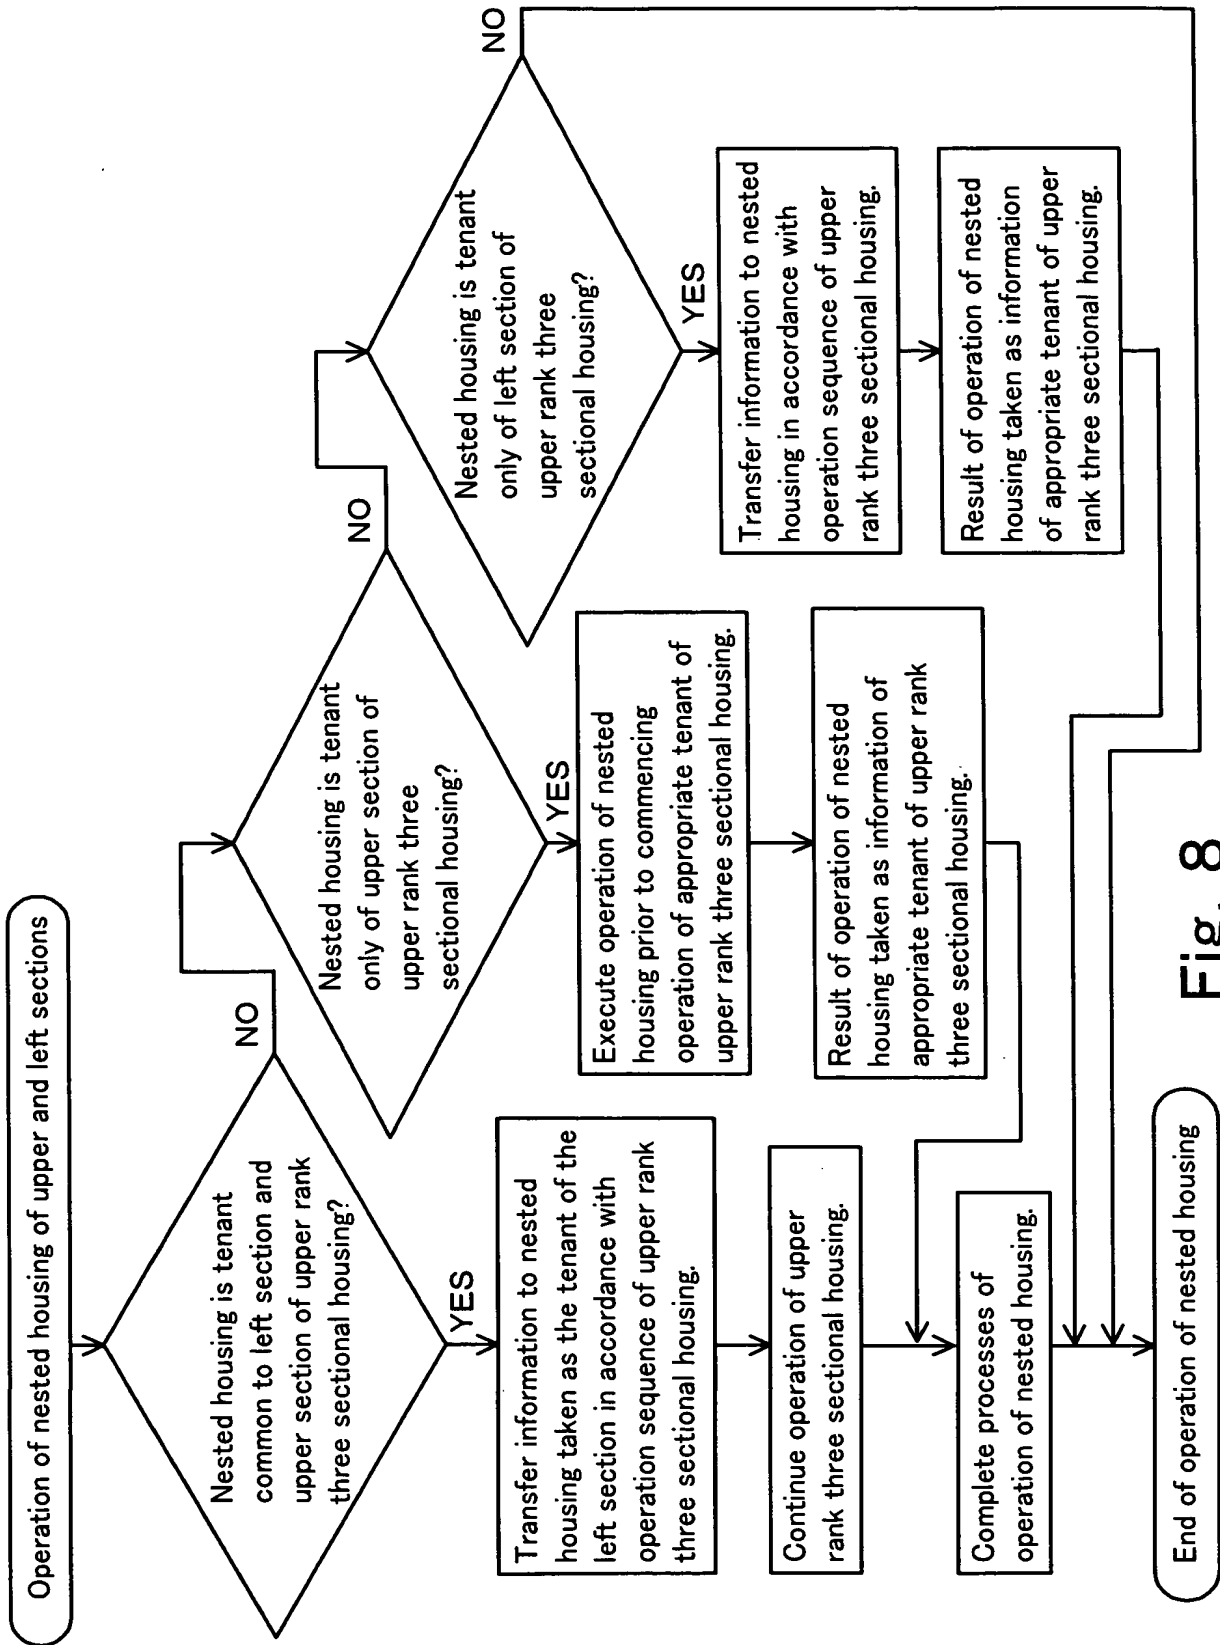 Operation of nested housing of upper and left sections
Nested housing is tenant
common to left section and
upper section of upper rank
three sectional housing?
NO
YES
Transfer information to nested
housing taken as the tenant of the
left section in accordance with
operation sequence of upper rank
three sectional housing.
Continue operation of upper
rank three sectional housing.
Complete processes of
operation of nested housing.
End of operation of nested housing
Nested housing is tenant
only of upper section of
upper rank three
sectional housing?
NO
YES
Execute operation of nested
housing prior to commencing
operation of appropriate tenant of
upper rank three sectional housing.
Result of operation of nested
housing taken as information of
appropriate tenant of upper rank
three sectional housing.
Nested housing is tenant
only of left section of
upper rank three
sectional housing?
NO
YES
Transfer information to nested
housing in accordance with
operation sequence of upper
rank three sectional housing.
Result of operation of nested
housing taken as information
of appropriate tenant of upper
rank three sectional housing.
Fig. 8